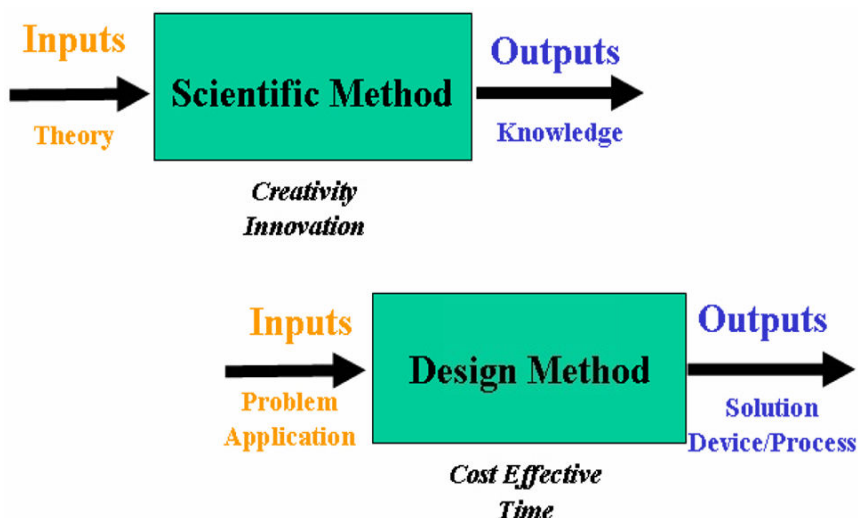 Inputs
Outputs
Scientific Method
Theory
Knowledge
Creativity
Innovation
Inputs
Outputs
Design Method
Problem
Application
Solution
Device/Process
Cost Effective
Time